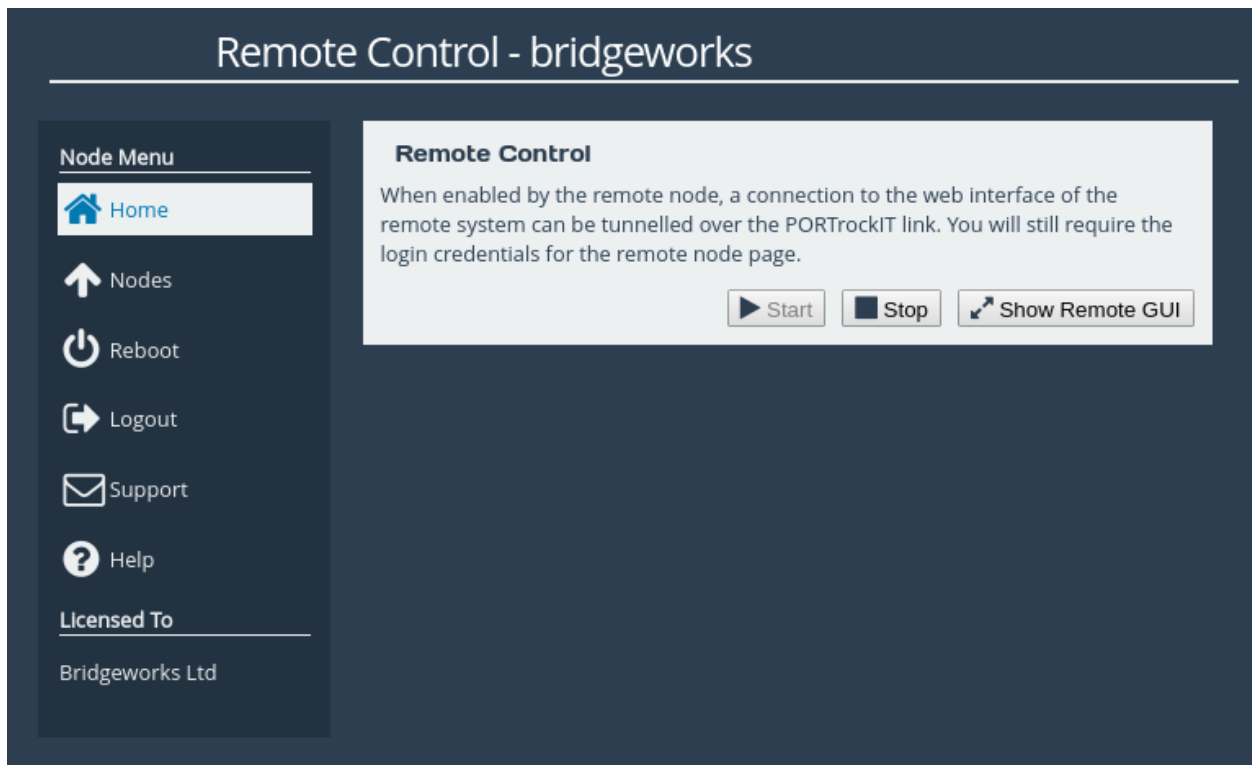 Remote Control - bridgeworks
Node Menu
Home
Nodes
Reboot
Logout
Support
Help
Licensed To
Bridgeworks Ltd
Remote Control
When enabled by the remote node, a connection to the web interface of the
remote system can be tunnelled over the PORTrockIT link. You will still require the
login credentials for the remote node page.
Start Stop Show Remote GUI